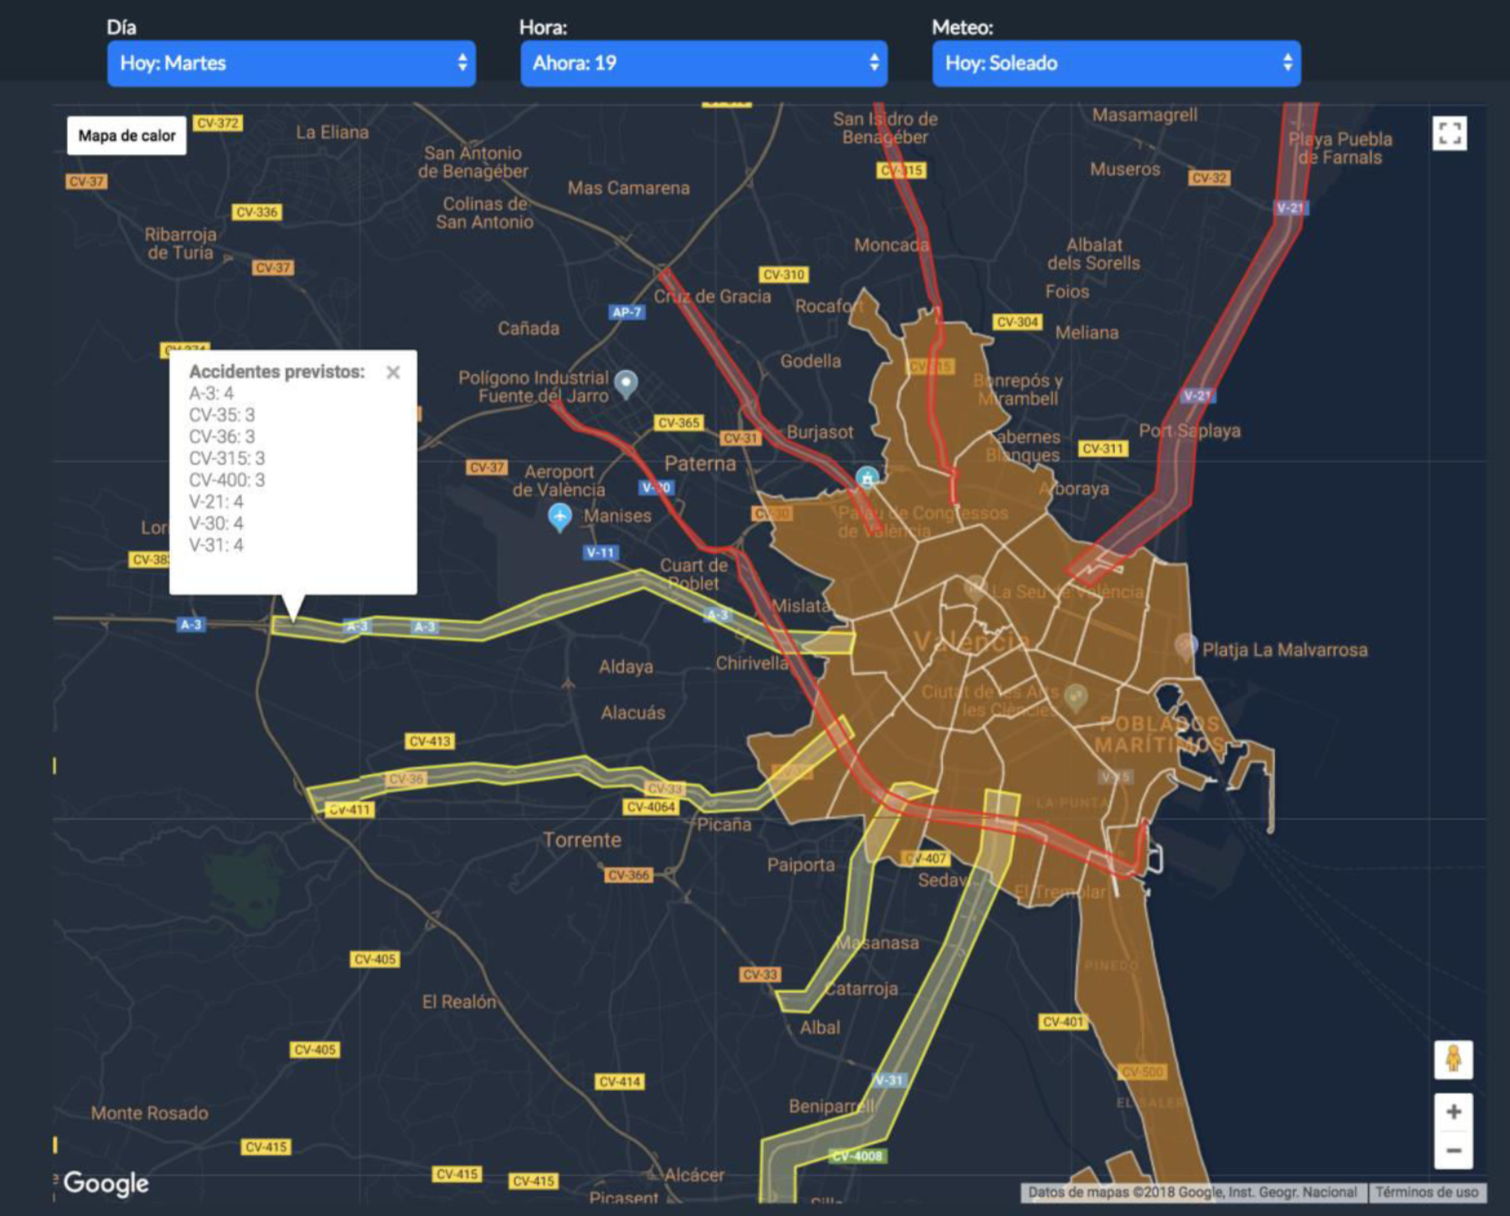 Día
Hora:
Meteo:
Hoy: Martes
Ahora: 19
Hoy: Soleado
Mapa de calor
CV-372
La Eliana
San Antonio
de Benagéber
San Isidro de
Benagéber
Masamagrell
Playa Puebla
de Farnals
CV-37
CV-315
Museros
CV-32
Mas Camarena
CV-336
Colinas de
San Antonio
V-21
Ribarroja
de Turia
CV-37
Moncada
Albalat
dels Sorells
CV-310
Cruz de Gracia
Rocafort
Foios
AP-7
Cañada
CV-304
Meliana
Godella
Polígono Industrial
Fuente del Jarro
Bonrepós y
Mirambell
V-21
Accidentes previstos:
A-3: 4
CV-35: 3
CV-36: 3
CV-315: 3
CV-400: 3
V-21: 4
V-30: 4
V-31: 4
CV-365
CV-31
Burjasot
Tabernes
Blanques
CV-311
Port Saplaya
CV-37
Aeroport
de València
Paterna
V-30
Arboraya
Manises
CV-30
Palau de Congressos
de València
V-11
Cuart de
Poblet
La Seu de València
A-3
A-3
A-3
A-3
Mislata
València
Platja La Malvarrosa
Aldaya
Chirivella
Ciutat de les Arts
i les Ciències
Alacuás
POBLADOS
MARÍTIMOS
CV-413
CV-36
CV-33
V-15
CV-411
CV-4064
LA PUNTA
Picaña
Torrente
Paiporta
CV-407
CV-366
Sedaví
El Tremolar
Masanasa
CV-405
CV-33
PINEDO
Catarroja
El Realón
Albal
CV-401
CV-405
CV-500
CV-414
V-31
Monte Rosado
Beniparrell
EL SALER
CV-415
CV-4008
CV-415
CV-415
Alcácer
Picasent
Google
Datos de mapas ©2018 Google, Inst. Geogr. Nacional
Términos de uso